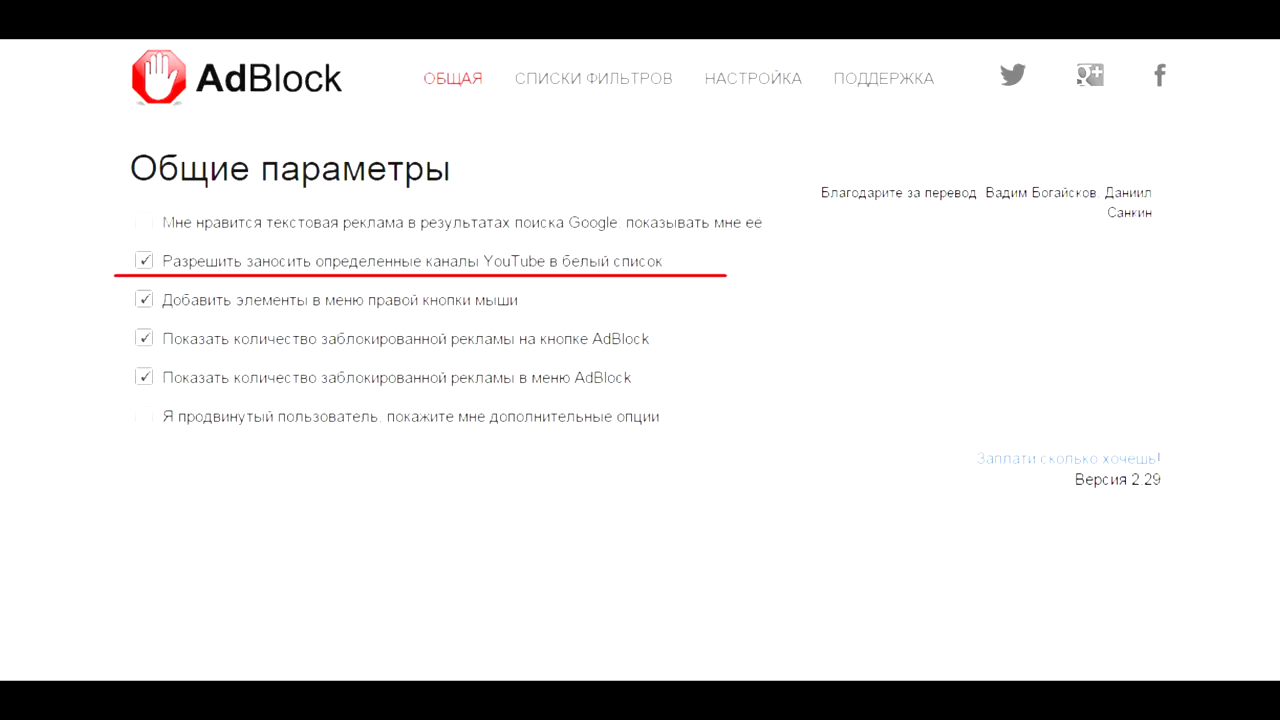 AdBlock
ОБЩАЯ СПИСКИ ФИЛЬТРОВ НАСТРОЙКА ПОДДЕРЖКА
g+ f
Общие параметры
Благодарите за перевод Вадим Богайсков, Даниил
Санкин
Мне нравится текстовая реклама в результатах поиска Google, показывать мне ее
Разрешить заносить определенные каналы YouTube в белый список
Добавить элементы в меню правой кнопки мыши
Показать количество заблокированной рекламы на кнопке AdBlock
Показать количество заблокированной рекламы в меню AdBlock
Я продвинутый пользователь, покажите мне дополнительные опции
Заплати сколько хочешь!
Версия 2.29